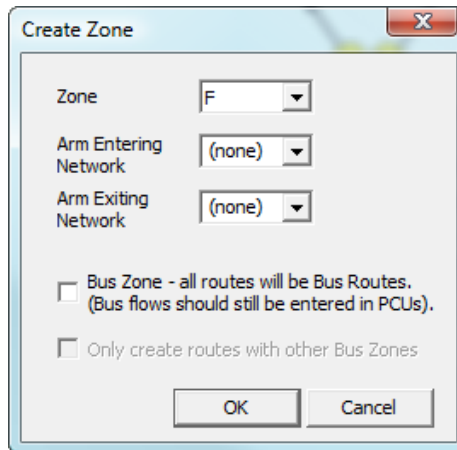 Create Zone
Zone F
Arm Entering
Network (none)
Arm Exiting
Network (none)
Bus Zone - all routes will be Bus Routes.
(Bus flows should still be entered in PCUs).
Only create routes with other Bus Zones
OK Cancel